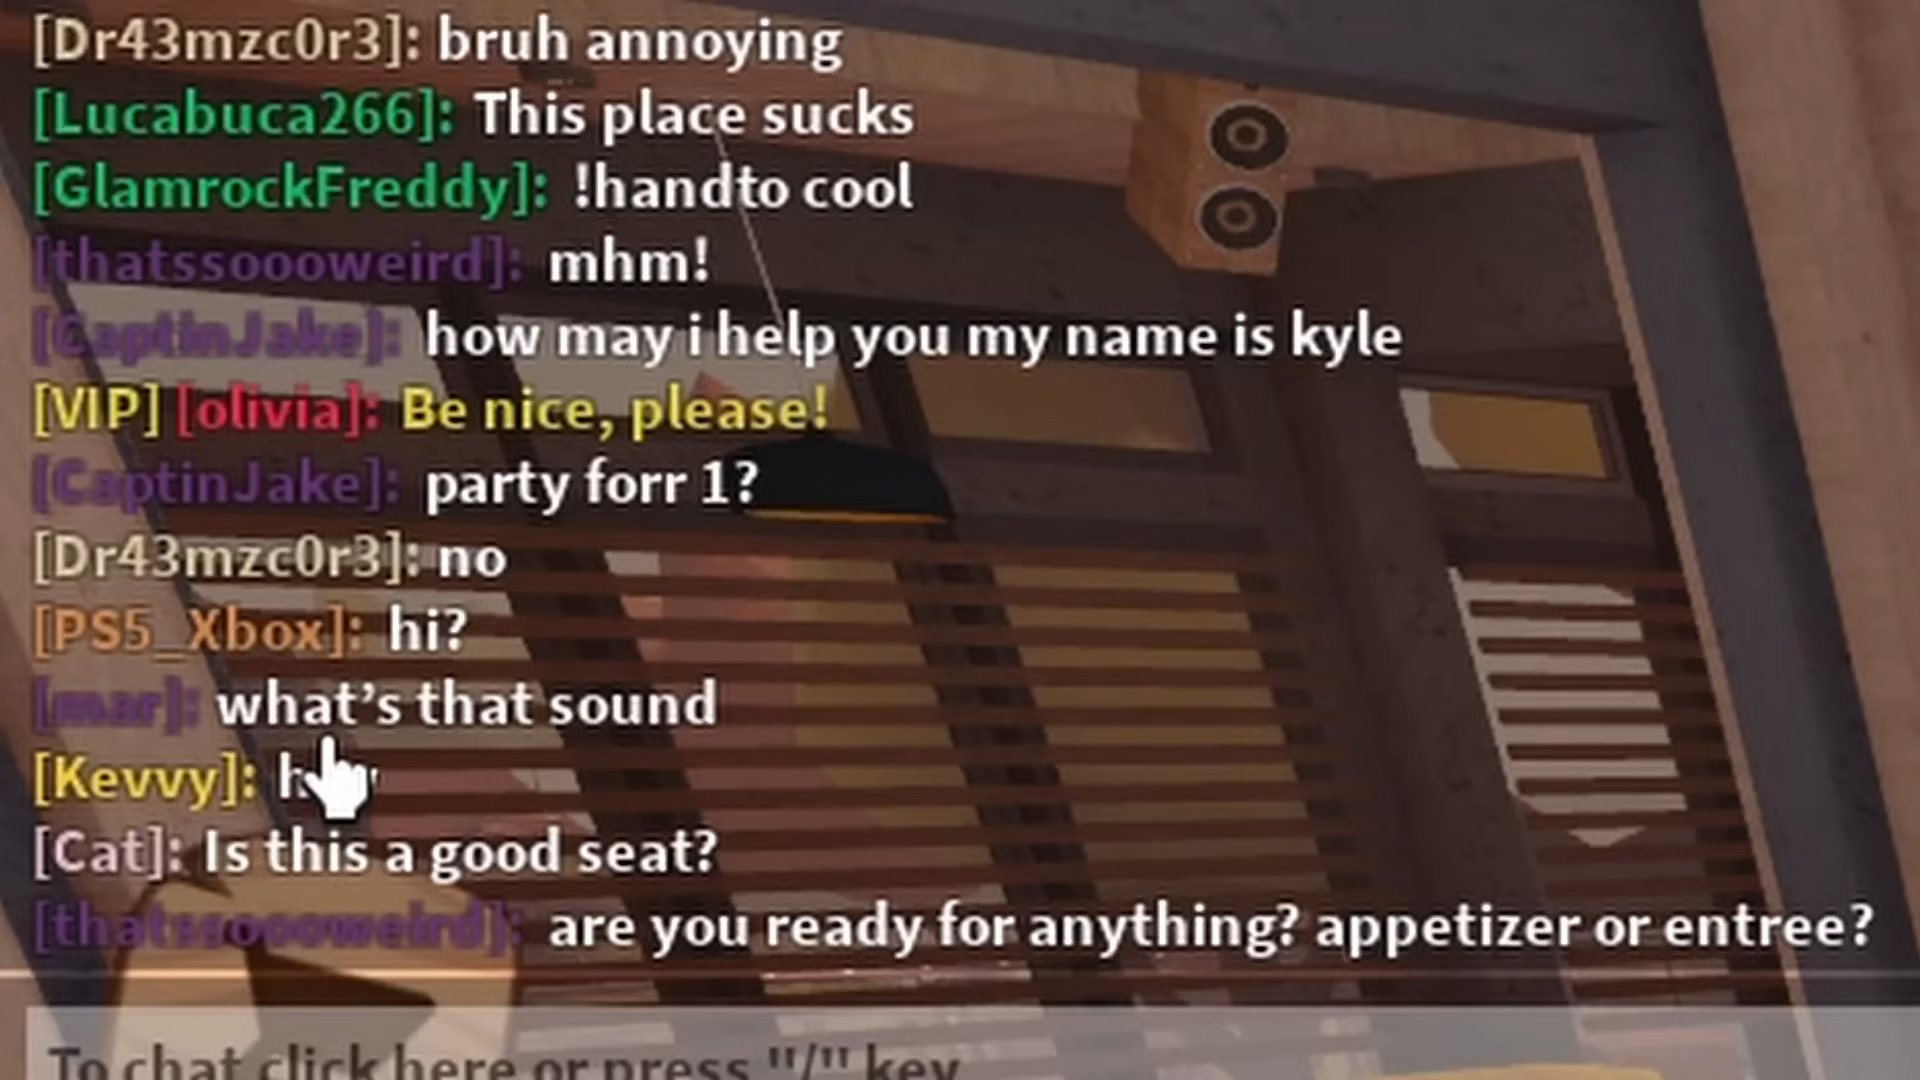 [Dr43mzc0r3]: bruh annoying
[Lucabuca266]: This place sucks
[GlamrockFreddy]: !handto cool
[thatssoooweird]: mhm!
[CaptinJake]: how may i help you my name is kyle
[VIP] [olivia]: Be nice, please!
[CaptinJake]: party forr 1?
[Dr43mzc0r3]: no
[PS5_Xbox]: hi?
[mar]: what's that sound
[Kevvy]:
[Cat]: Is this a good seat?
[thatssoooweird]: are you ready for anything? appetizer or entree?
To chat click here or press "/" key